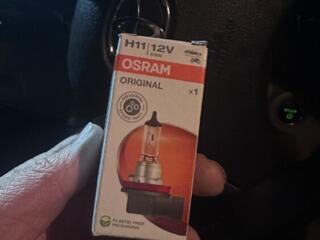 H11 12V
OSRAM
ORIGINAL
x1
PLASTIC FREE
PACKAGING